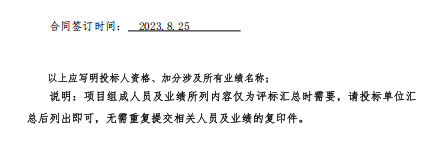 合同签订时间： 2023.8.25
以上应写明投标人资格、加分涉及所有业绩名称；
说明：项目组成人员及业绩所列内容仅为评标汇总时需要，请投标单位汇
总后列出即可，无需重复提交相关人员及业绩的复印件。